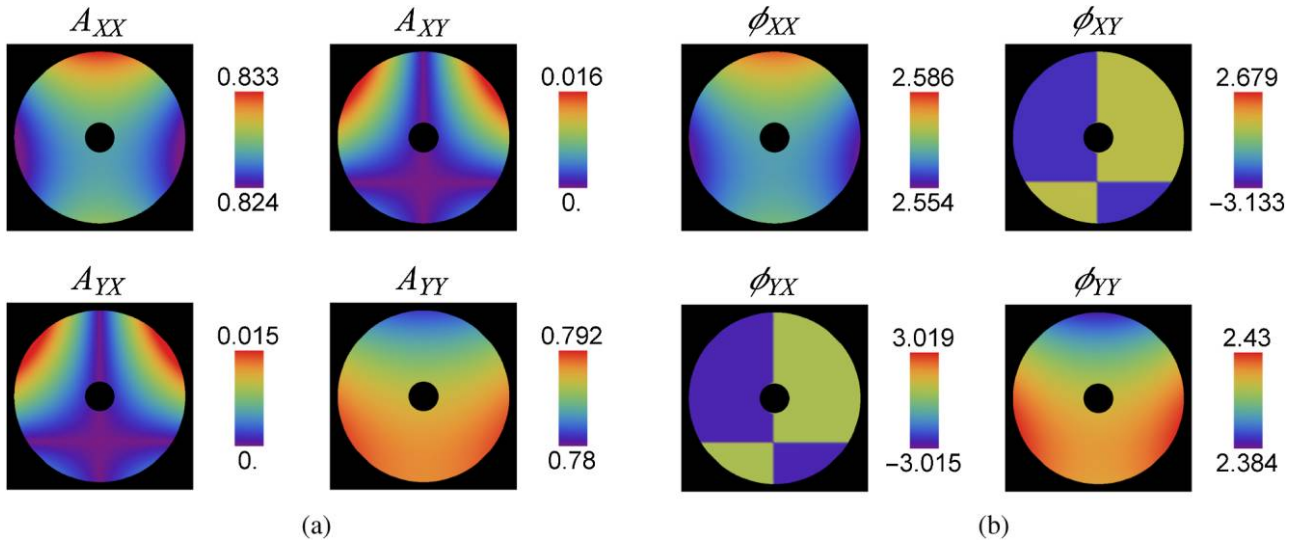 A_XX A_XY ϕ_XX ϕ_XY
0.833 0.016 2.586 2.679
0.824 0. 2.554 −3.133
A_YX A_YY ϕ_YX ϕ_YY
0.015 0.792 3.019 2.43
0. 0.78 −3.015 2.384
(a) (b)